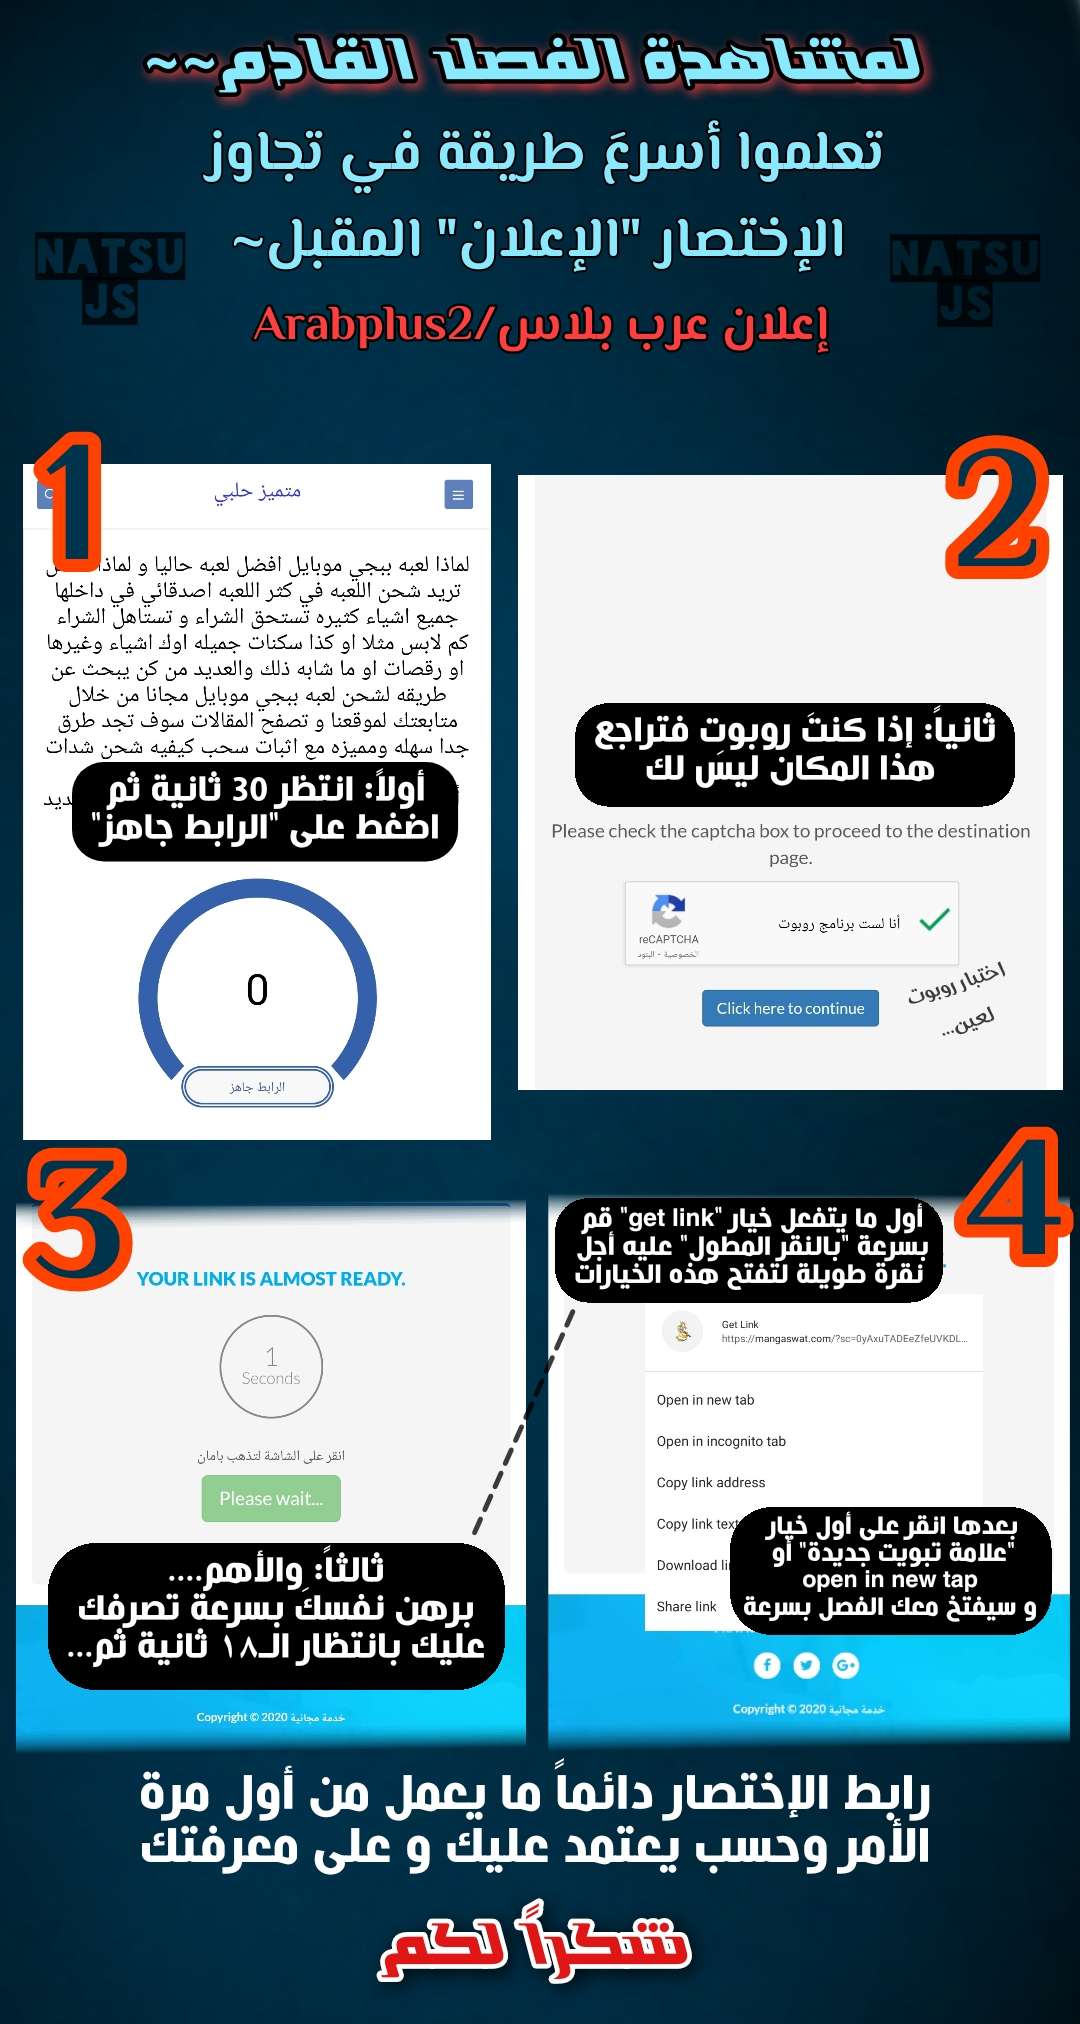 لمشاهدة الفصل القادم~~
تعلموا أسرعَ طريقة في تجاوز
الإختصار "الإعلان" المقبل~
NATSU
JS
NATSU
JS
إعلان عرب بلاس/Arabplus2
1
متميز حلبي
لماذا لعبه ببجي موبايل افضل لعبه حاليا و لماذا
تريد شحن اللعبه في كثر اللعبه اصدقائي في داخلها
جميع اشياء كثيره تستحق الشراء و تستاهل الشراء
كم لابس مثلا او كذا سكنات جميله اوك اشياء وغيرها
او رقصات او ما شابه ذلك والعديد من كن يبحث عن
طريقه لشحن لعبه ببجي موبايل مجانا من خلال
متابعتك لموقعنا و تصفح المقالات سوف تجد طرق
جدا سهله ومميزه مع اثبات سحب كيفيه شحن شدات
أولاً: انتظر 30 ثانية ثم
اضغط على "الرابط جاهز"
0
الرابط جاهز
2
ثانياً: إذا كنتَ روبوت فتراجع
هذا المكان ليسَ لك
Please check the captcha box to proceed to the destination
page.
أنا لست برنامج روبوت
reCAPTCHA
الخصوصية - البنود
Click here to continue
اختبار روبوت
لعين...
3
YOUR LINK IS ALMOST READY.
1
Seconds
انقر على الشاشة لتذهب بامان
Please wait...
ثالثاً: والأهم....
برهن نفسكَ بسرعة تصرفك
عليك بانتظار الـ١٨ ثانية ثم...
Copyright © 2020 خدمة مجانية
4
أول ما يتفعل خيار "get link" قم
بسرعة "بالنقر المطول" عليه أجل
نقرة طويلة لتفتح هذه الخيارات
Get Link
https://mangaswat.com/?sc=0yAxuTADEeZfeUVKDL...
Open in new tab
Open in incognito tab
Copy link address
Copy link text
Download li
Share link
بعدها انقر على أول خيار
"علامة تبويت جديدة" أو
open in new tap
و سيفتخ معك الفصل بسرعة
Copyright © 2020 خدمة مجانية
رابط الإختصار دائماً ما يعمل من أول مرة
الأمر وحسب يعتمد عليك و على معرفتك
شكراً لكم